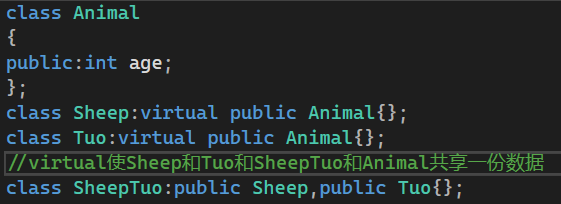 class Animal
{
public:int age;
};
class Sheep:virtual public Animal{};
class Tuo:virtual public Animal{};
//virtual使Sheep和Tuo和SheepTuo和Animal共享一份数据
class SheepTuo:public Sheep,public Tuo{};